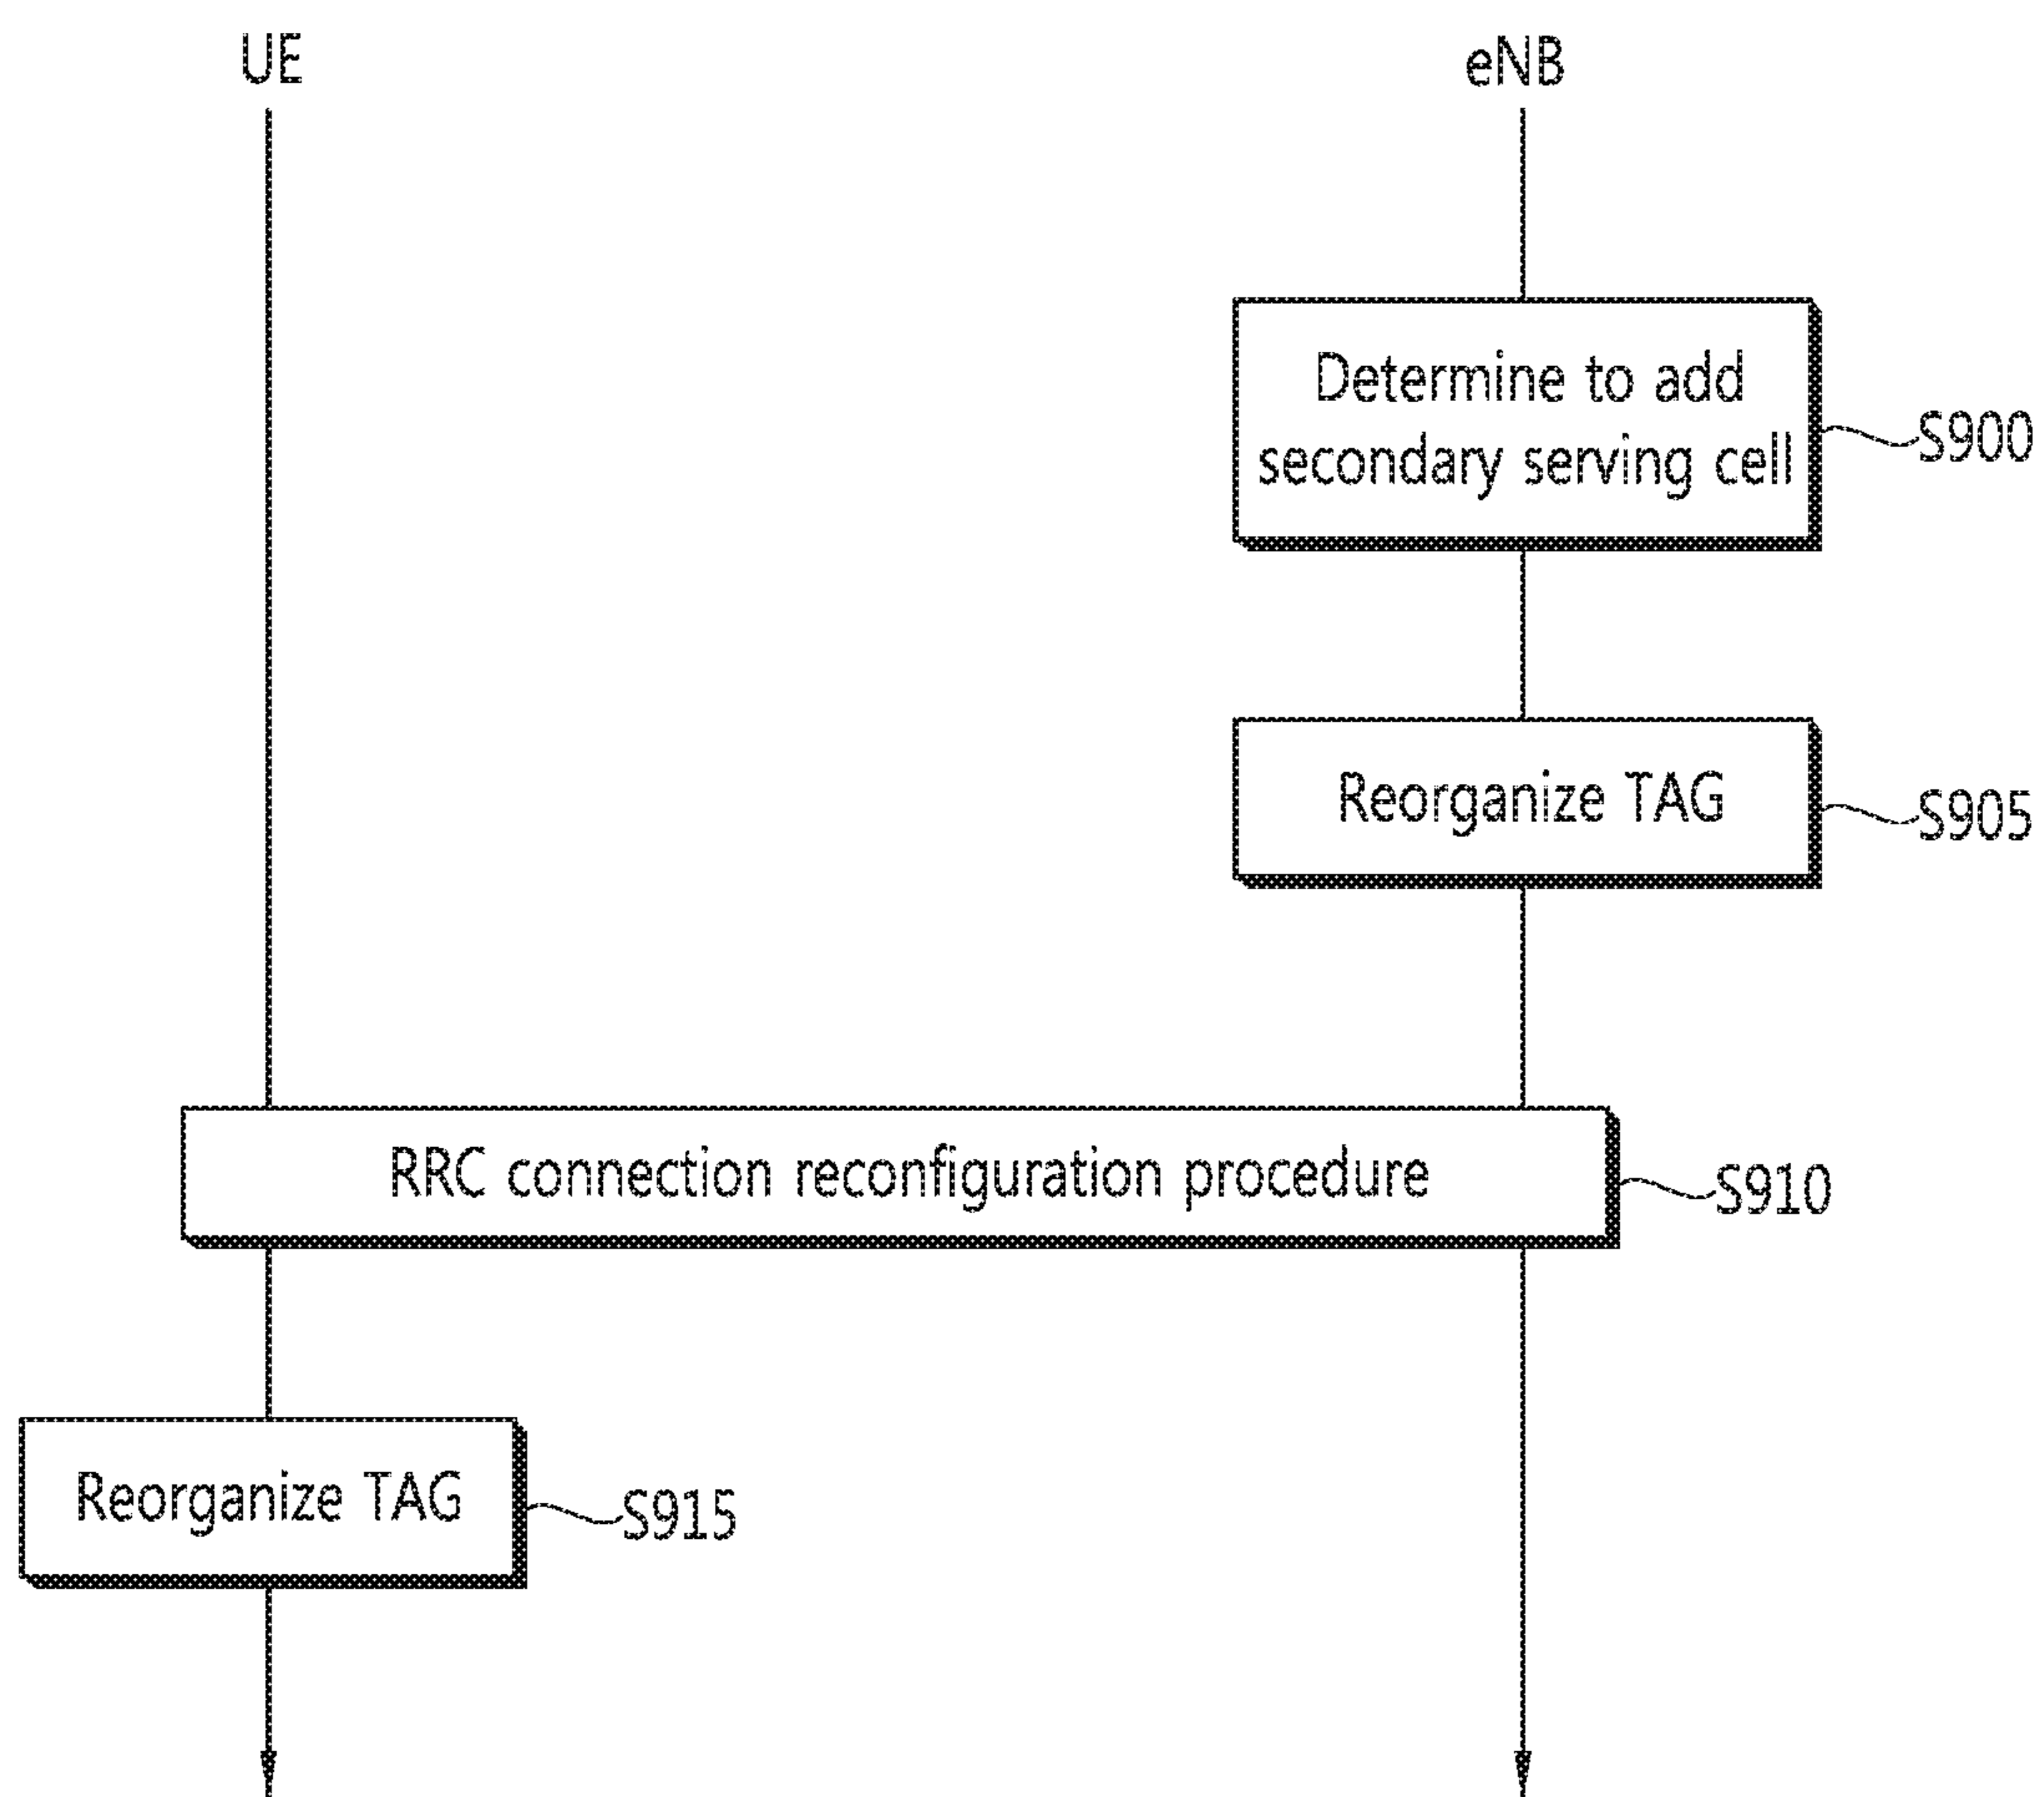 UE
eNB
Determine to add
secondary serving cell
S900
Reorganize TAG
S905
RRC connection reconfiguration procedure
S910
Reorganize TAG
S915